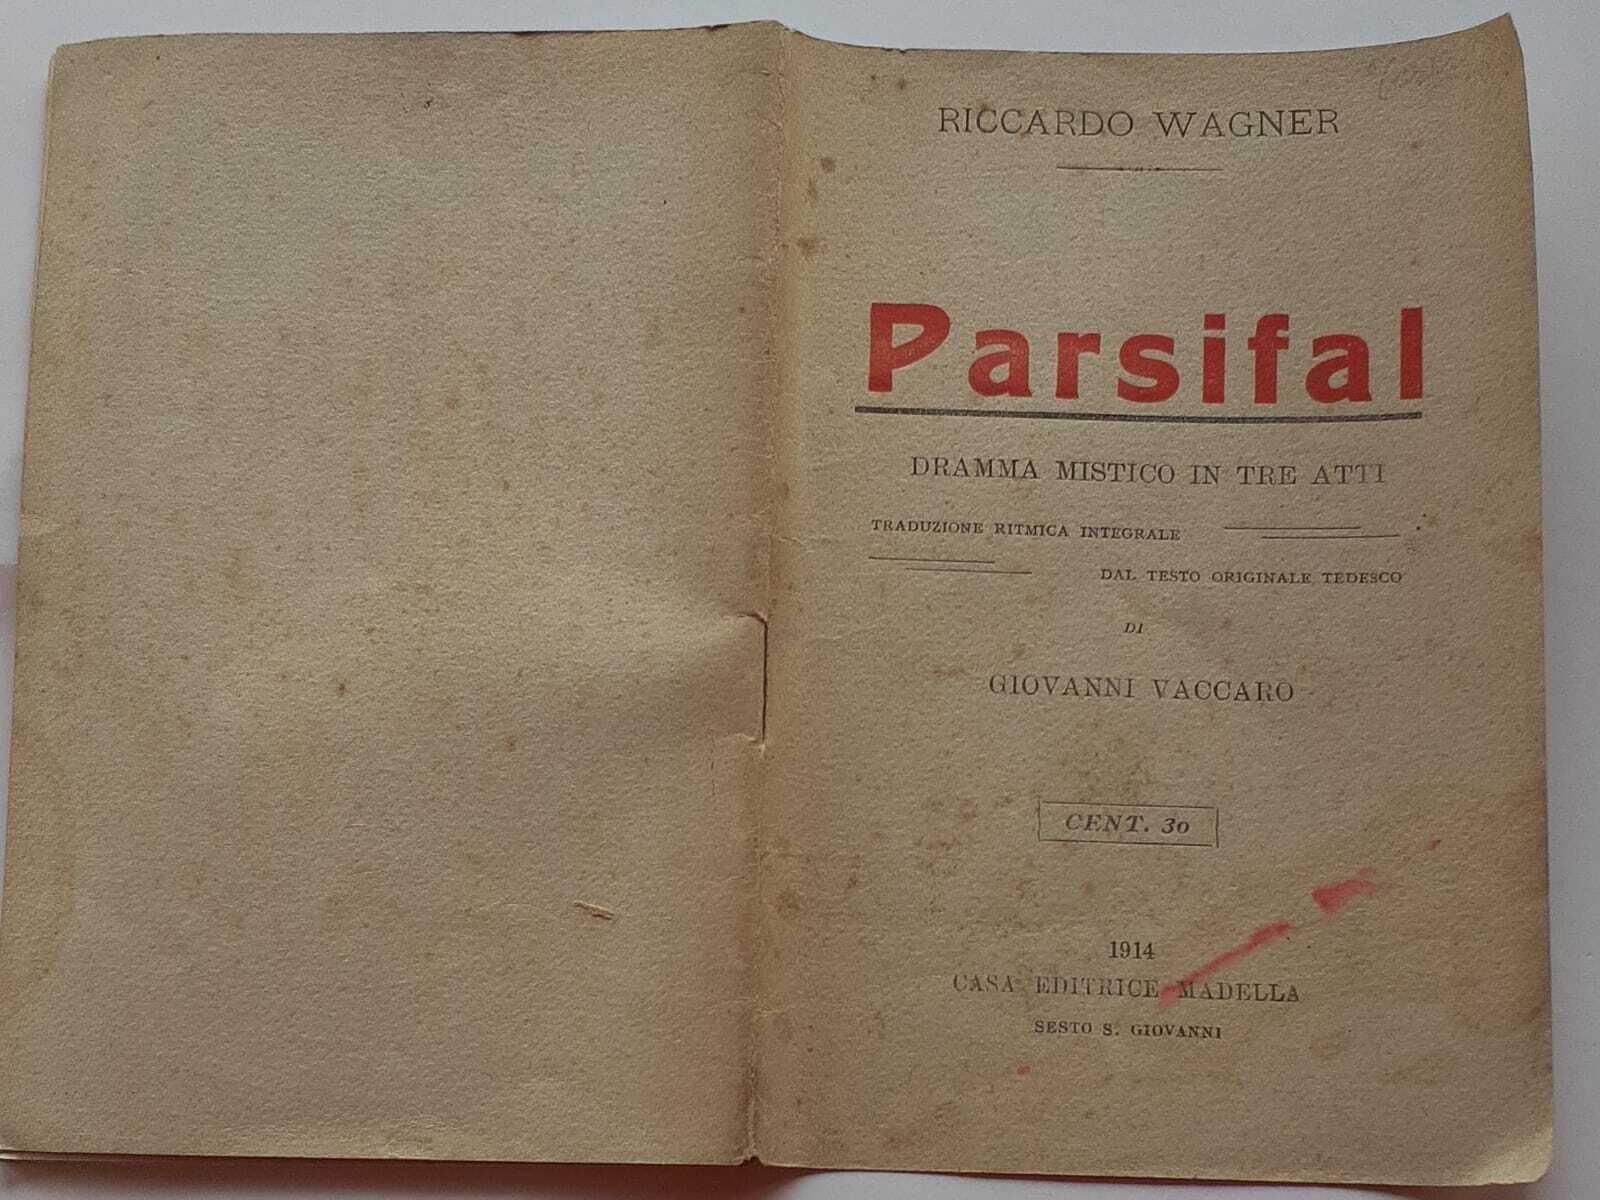 RICCARDO WAGNER
Parsifal
DRAMMA MISTICO IN TRE ATTI
TRADUZIONE RITMICA INTEGRALE
DAL TESTO ORIGINALE TEDESCO
DI
GIOVANNI VACCARO
CENT. 30
1914
CASA EDITRICE MADELLA
SESTO S. GIOVANNI